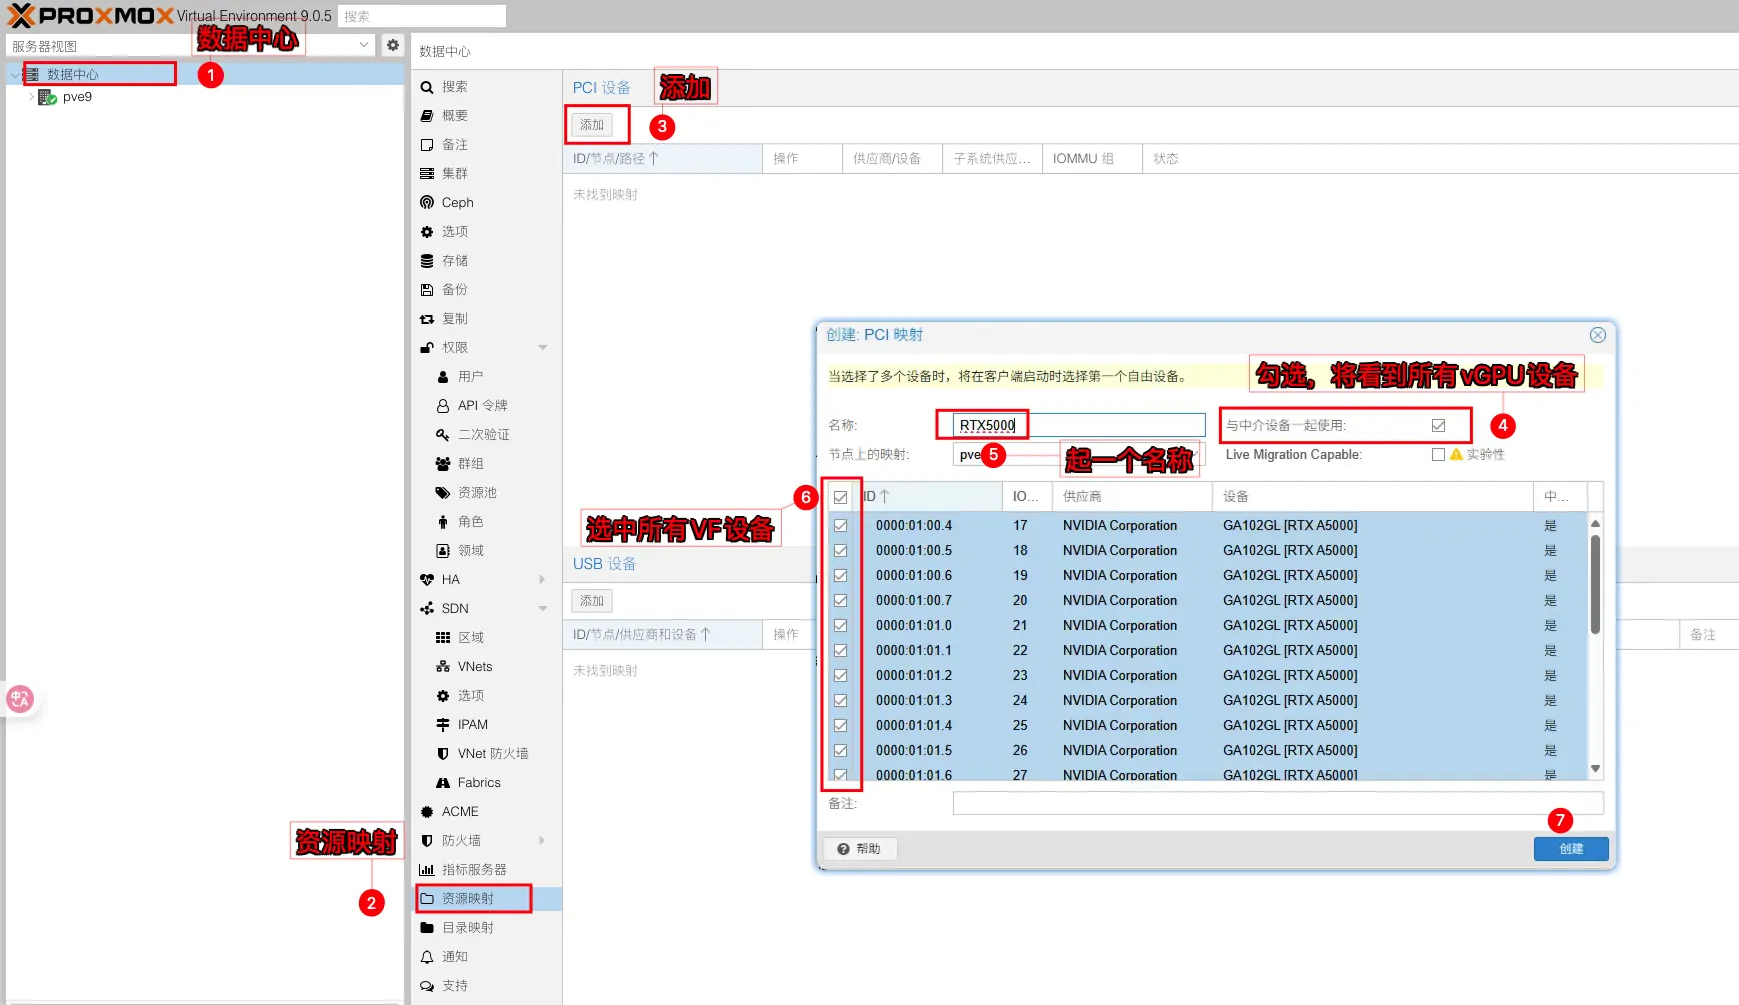 PROXMOX Virtual Environment 9.0.5 搜索
服务器视图
数据中心
数据中心
1
pve9
数据中心
搜索
概要
备注
集群
Ceph
选项
存储
备份
复制
权限
用户
API 令牌
二次验证
群组
资源池
角色
领域
HA
SDN
区域
VNets
选项
IPAM
VNet 防火墙
Fabrics
ACME
防火墙
指标服务器
资源映射
目录映射
通知
支持
资源映射
2
PCI 设备
添加
添加
3
ID/节点/路径 操作 供应商/设备 子系统供应... IOMMU 组 状态
未找到映射
USB 设备
添加
ID/节点/供应商和设备 操作 备注
未找到映射
创建: PCI 映射
当选择了多个设备时，将在客户端启动时选择第一个自由设备。
勾选，将看到所有vGPU设备
名称: RTX5000
与中介设备一起使用:
4
节点上的映射: pve
5
起一个名称
Live Migration Capable: 实验性
6
选中所有VF设备
ID IO... 供应商 设备 中...
0000:01:00.4 17 NVIDIA Corporation GA102GL [RTX A5000] 是
0000:01:00.5 18 NVIDIA Corporation GA102GL [RTX A5000] 是
0000:01:00.6 19 NVIDIA Corporation GA102GL [RTX A5000] 是
0000:01:00.7 20 NVIDIA Corporation GA102GL [RTX A5000] 是
0000:01:01.0 21 NVIDIA Corporation GA102GL [RTX A5000] 是
0000:01:01.1 22 NVIDIA Corporation GA102GL [RTX A5000] 是
0000:01:01.2 23 NVIDIA Corporation GA102GL [RTX A5000] 是
0000:01:01.3 24 NVIDIA Corporation GA102GL [RTX A5000] 是
0000:01:01.4 25 NVIDIA Corporation GA102GL [RTX A5000] 是
0000:01:01.5 26 NVIDIA Corporation GA102GL [RTX A5000] 是
0000:01:01.6 27 NVIDIA Corporation GA102GL [RTX A5000] 是
备注:
7
帮助
创建